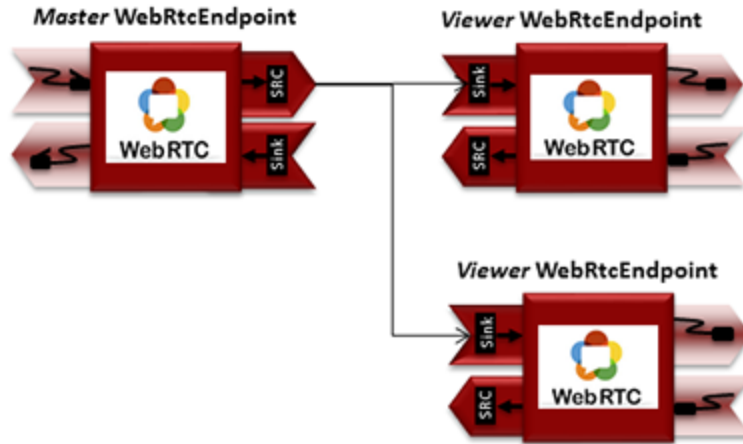 Master WebRtcEndpoint
Viewer WebRtcEndpoint
SRC
Sink
WebRTC
Sink
SRC
WebRTC
Viewer WebRtcEndpoint
Sink
SRC
WebRTC